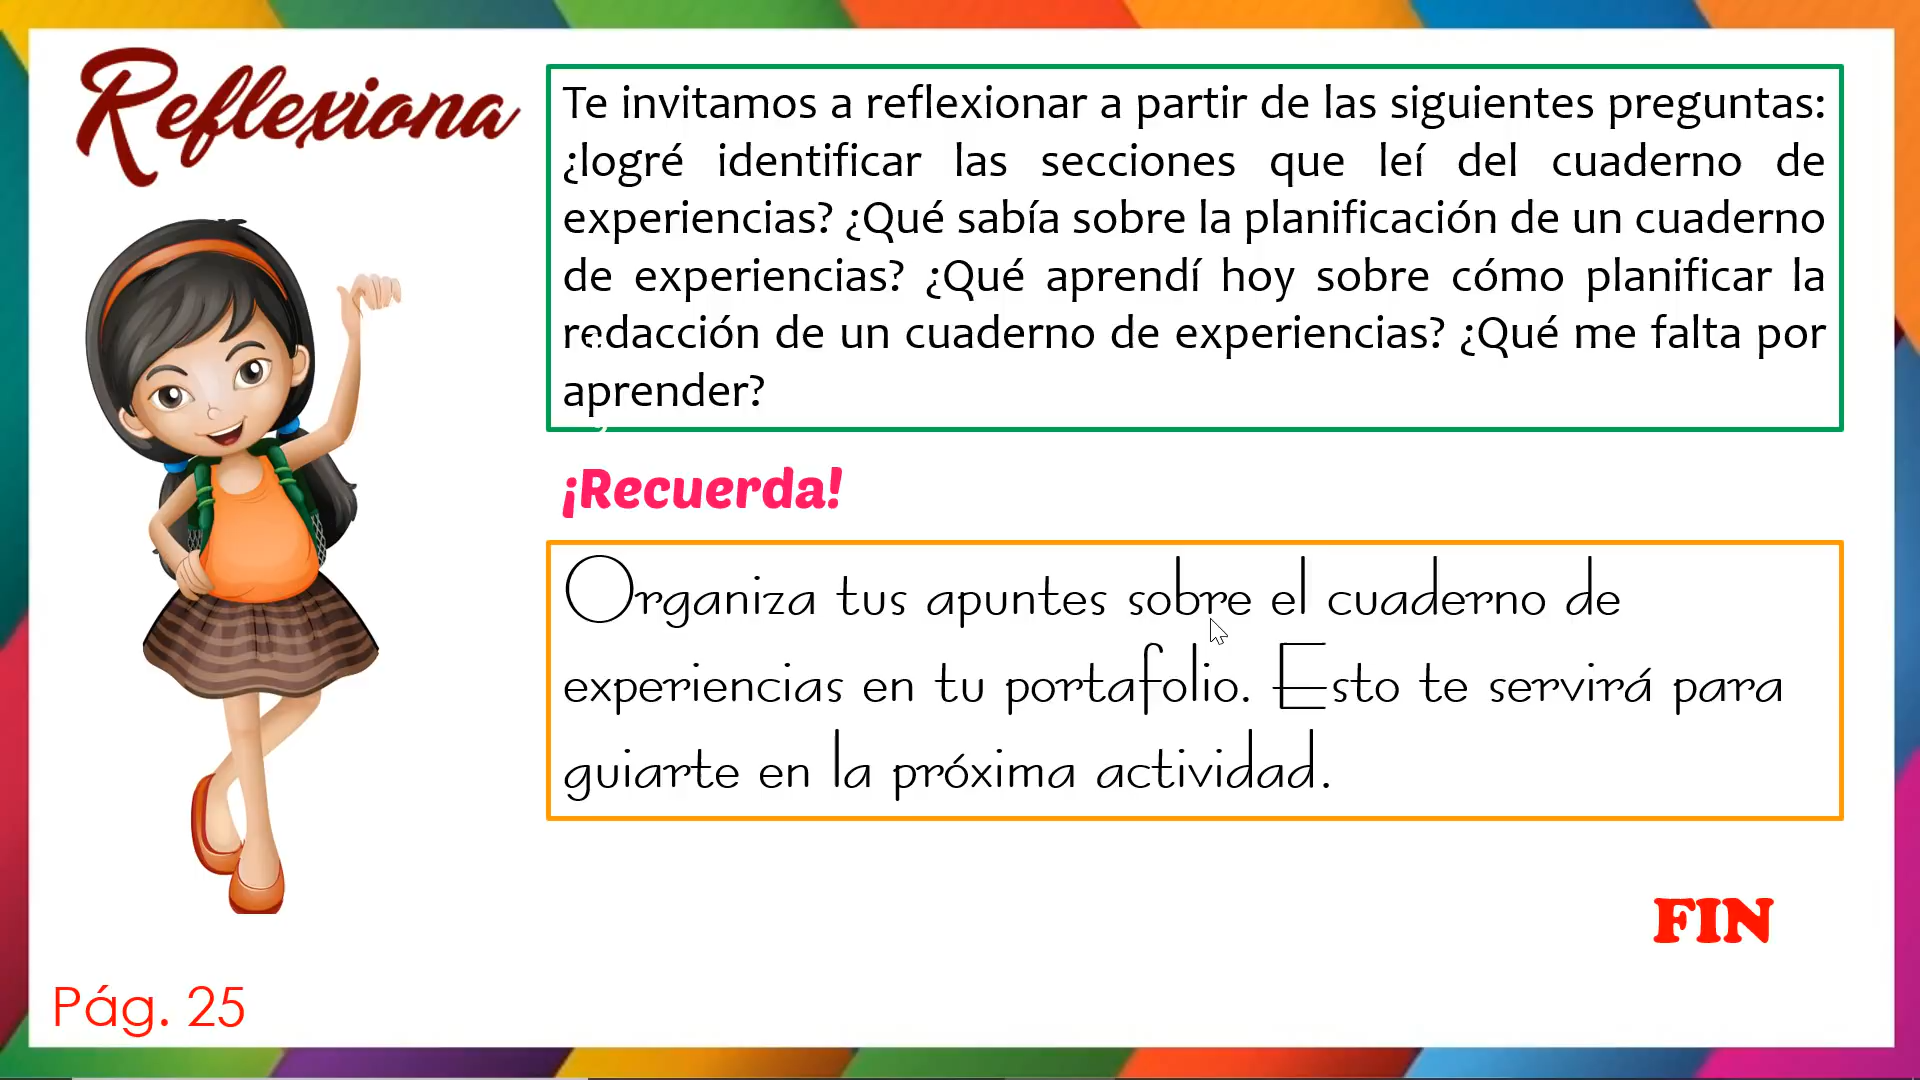 Reflexiona
Te invitamos a reflexionar a partir de las siguientes preguntas:
¿logré identificar las secciones que leí del cuaderno de
experiencias? ¿Qué sabía sobre la planificación de un cuaderno
de experiencias? ¿Qué aprendí hoy sobre cómo planificar la
redacción de un cuaderno de experiencias? ¿Qué me falta por
aprender?
¡Recuerda!
Organiza tus apuntes sobre el cuaderno de
experiencias en tu portafolio. Esto te servirá para
guiarte en la próxima actividad.
FIN
Pág. 25